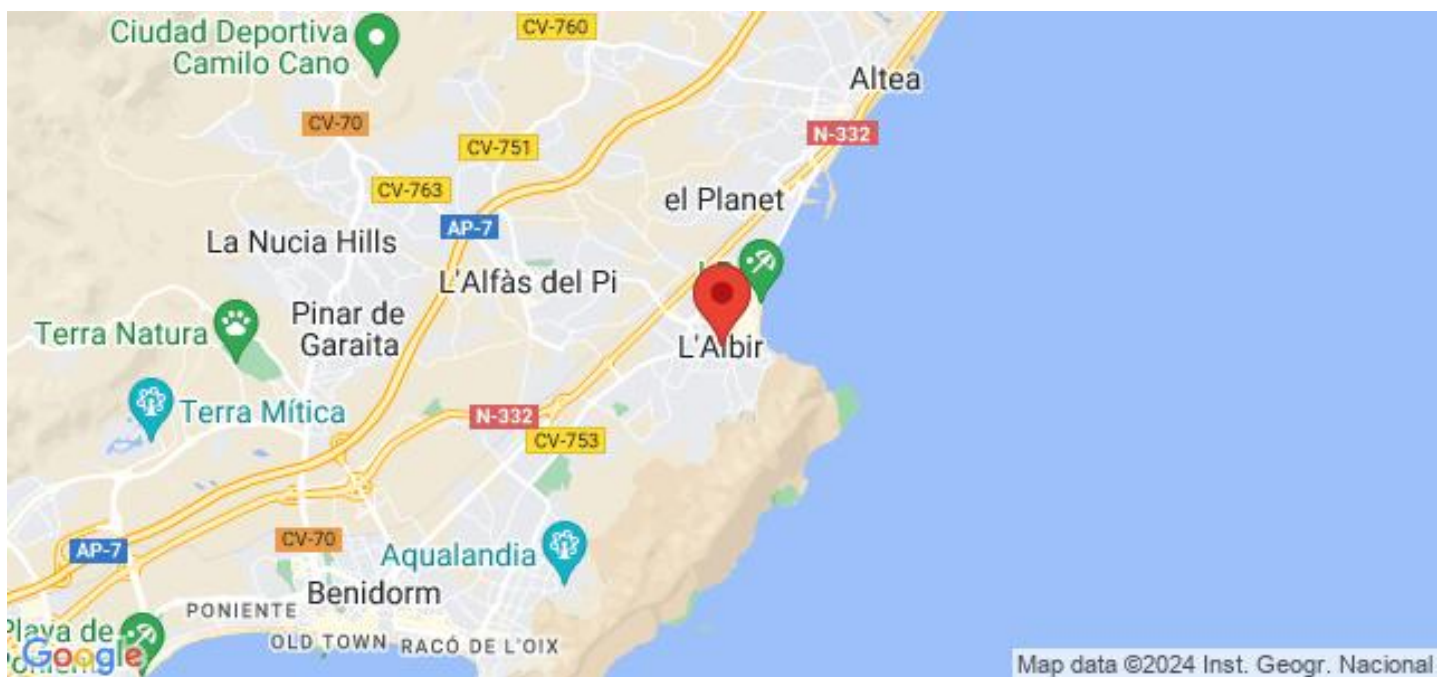 Ciudad Deportiva
Camilo Cano
CV-760
Altea
CV-70
N-332
CV-751
CV-763
el Planet
AP-7
La Nucia Hills
L'Alfàs del Pi
Terra Natura
Pinar de
Garaita
L'Albir
Terra Mítica
N-332
CV-753
CV-70
AP-7
Aqualandia
Benidorm
PONIENTE
Playa de
OLD TOWN
RACÓ DE L'OIX
Google
Map data ©2024 Inst. Geogr. Nacional